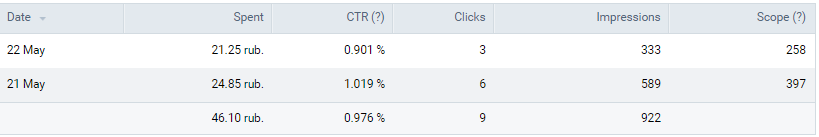 Date Spent CTR (?) Clicks Impressions Scope (?)
22 May 21.25 rub. 0.901 % 3 333 258
21 May 24.85 rub. 1.019 % 6 589 397
46.10 rub. 0.976 % 9 922